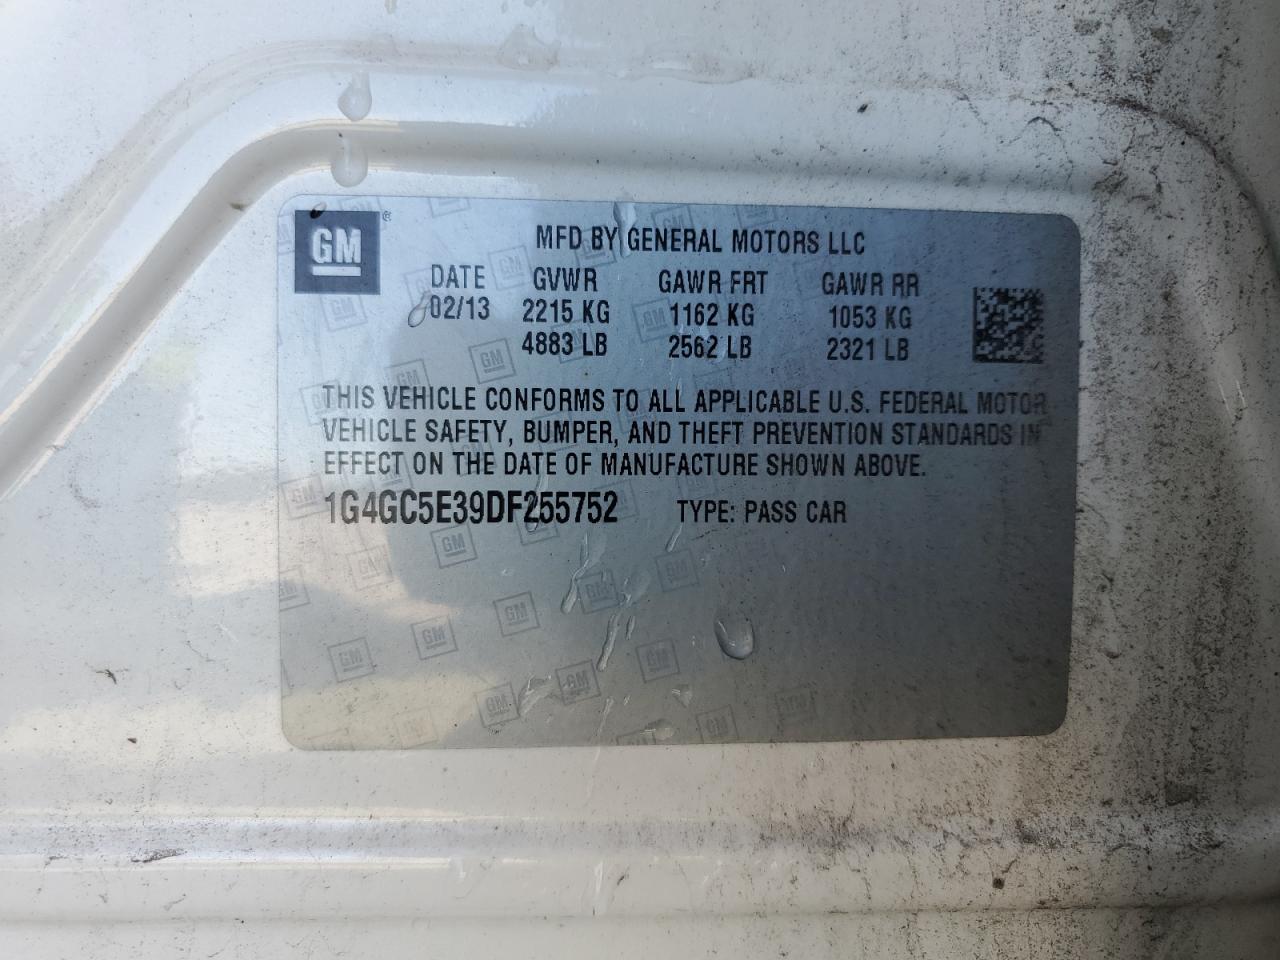 GM ®
MFD BY GENERAL MOTORS LLC
DATE GVWR GAWR FRT GAWR RR
02/13 2215 KG 1162 KG 1053 KG
4883 LB 2562 LB 2321 LB
THIS VEHICLE CONFORMS TO ALL APPLICABLE U.S. FEDERAL MOTOR
VEHICLE SAFETY, BUMPER, AND THEFT PREVENTION STANDARDS IN
EFFECT ON THE DATE OF MANUFACTURE SHOWN ABOVE.
1G4GC5E39DF255752 TYPE: PASS CAR